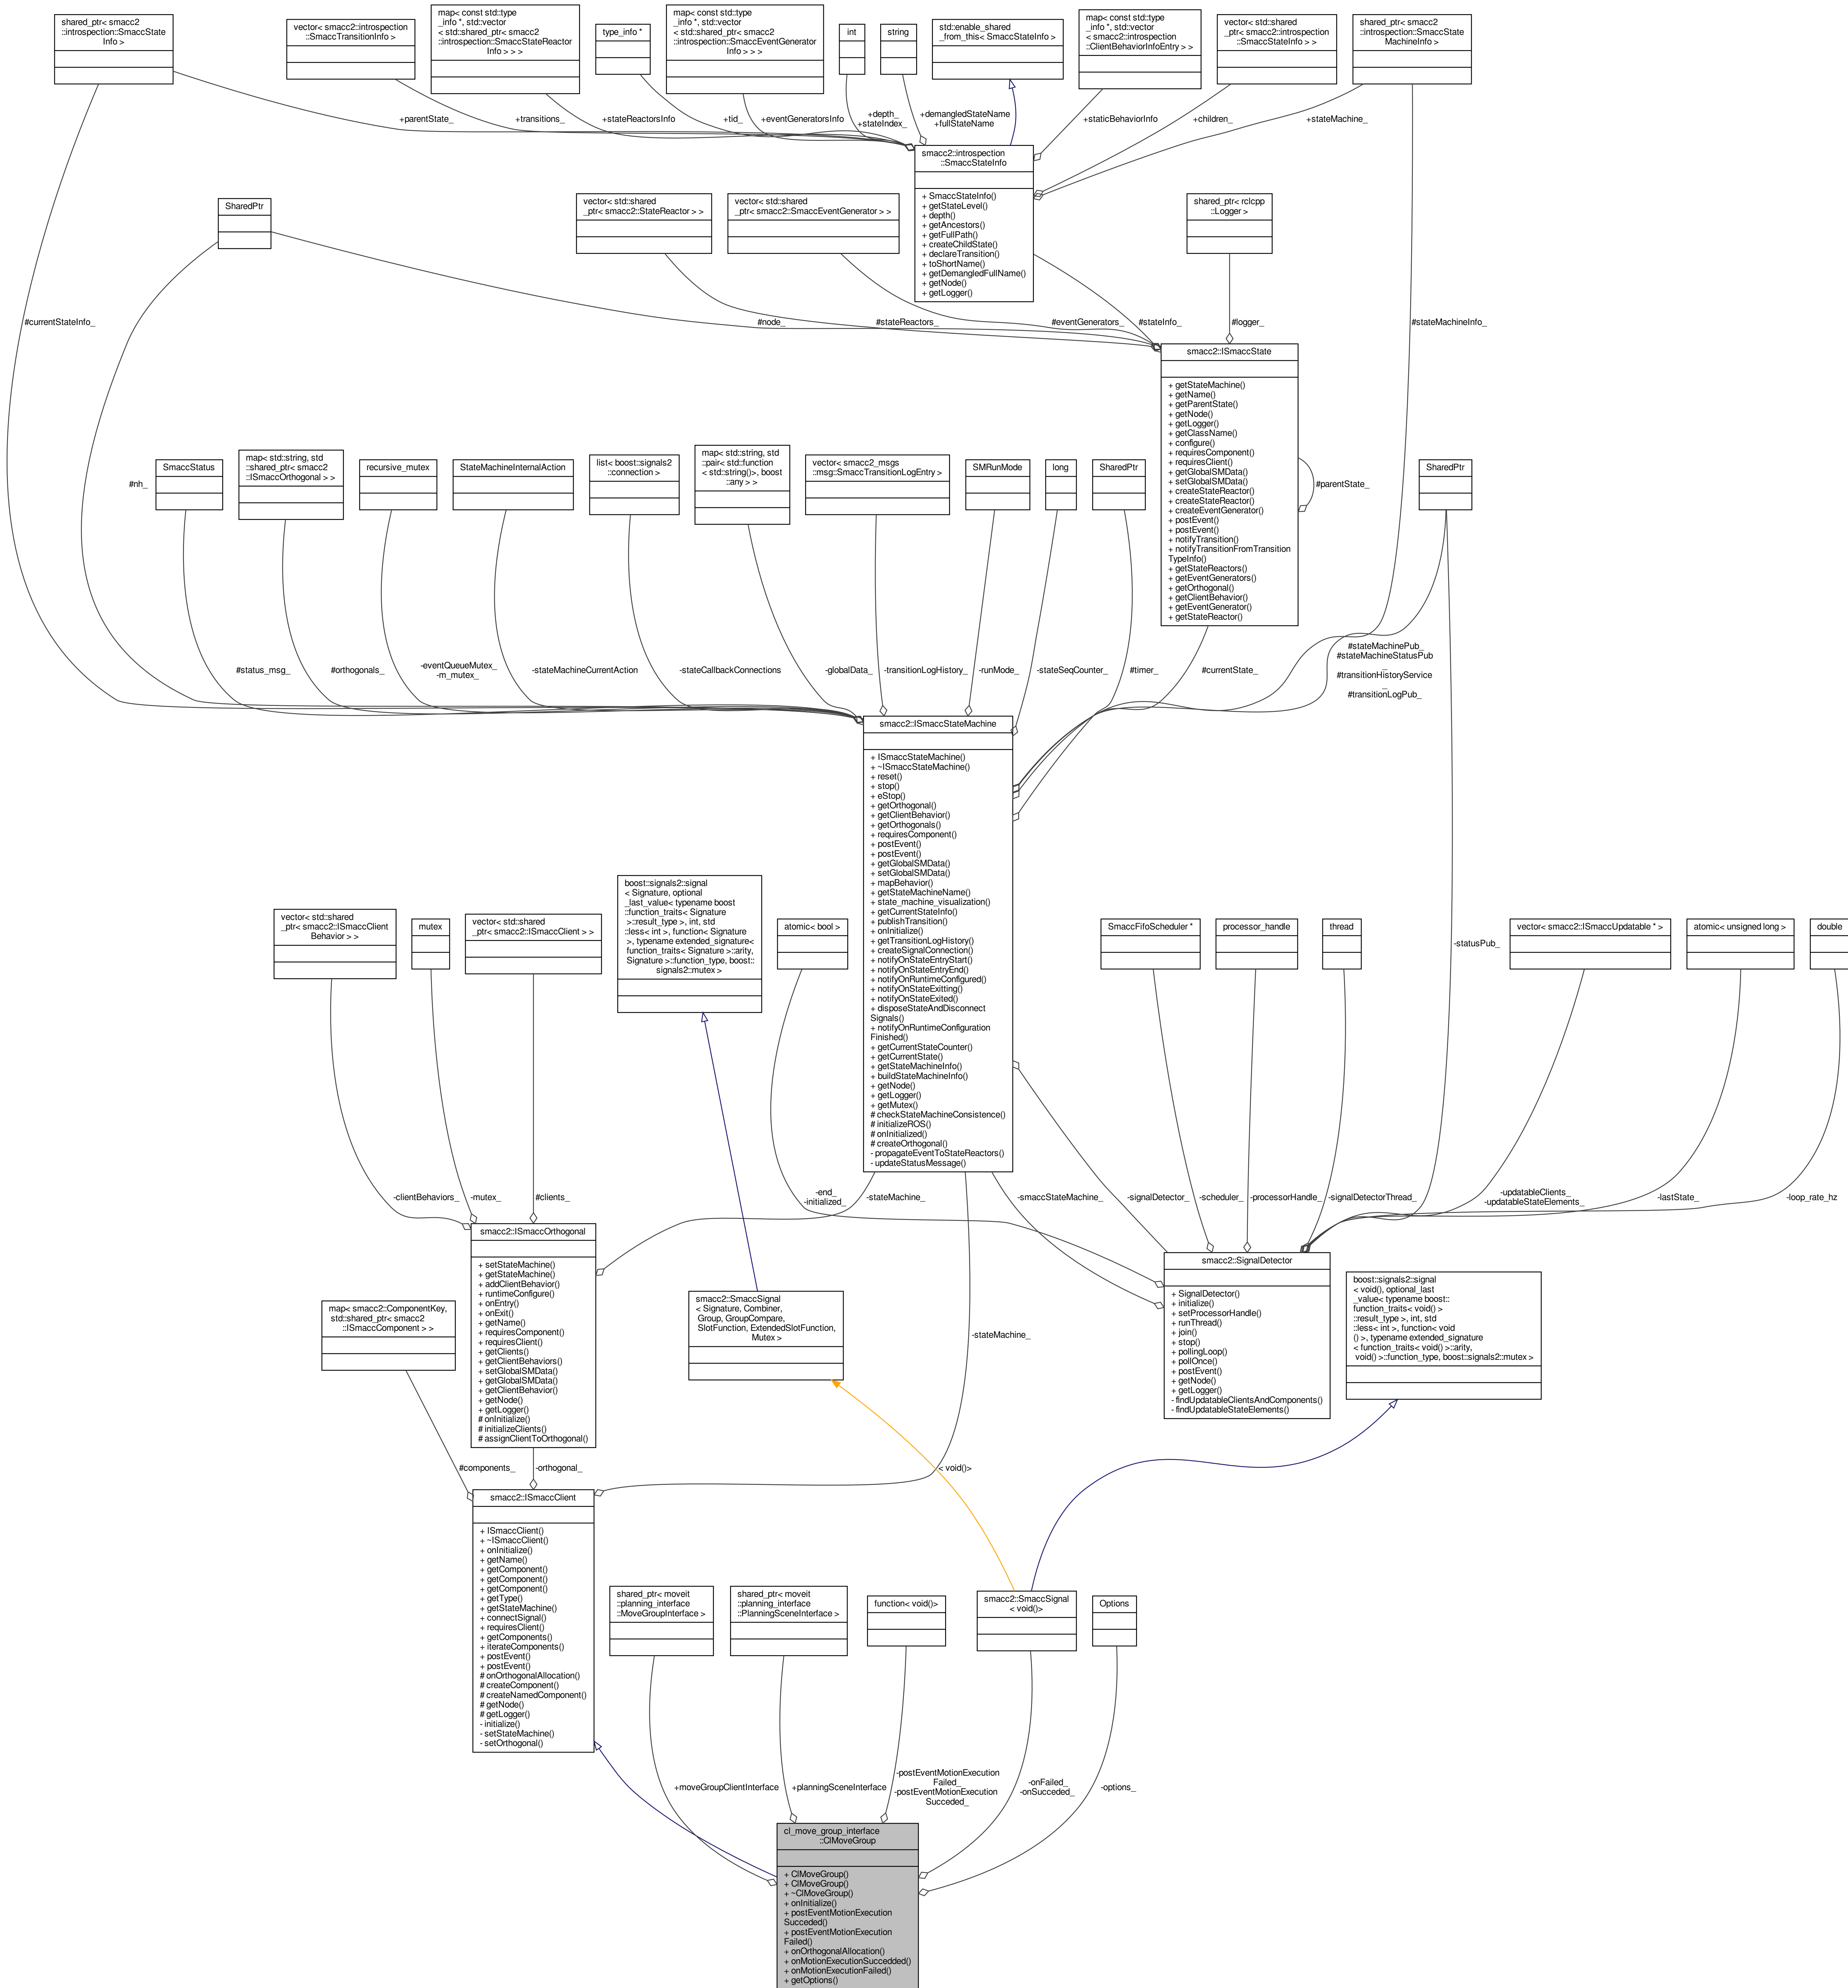 shared_ptr< smacc2
::introspection::SmaccState
Info >
vector< smacc2::introspection
::SmaccTransitionInfo >
map< const std::type
_info *, std::vector
< std::shared_ptr< smacc2
::introspection::SmaccStateReactor
Info > > >
type_info *
map< const std::type
_info *, std::vector
< std::shared_ptr< smacc2
::introspection::SmaccEventGenerator
Info > > >
int
string
std::enable_shared
_from_this< SmaccStateInfo >
map< const std::type
_info *, std::vector
< smacc2::introspection
::ClientBehaviorInfoEntry > >
vector< std::shared
_ptr< smacc2::introspection
::SmaccStateInfo > >
shared_ptr< smacc2
::introspection::SmaccState
MachineInfo >
+parentState_
+transitions_
+stateReactorsInfo
+tid_
+eventGeneratorsInfo
+depth_
+stateIndex_
+demangledStateName
+fullStateName
+staticBehaviorInfo
+children_
+stateMachine_
smacc2::introspection
::SmaccStateInfo
+ SmaccStateInfo()
+ getStateLevel()
+ depth()
+ getAncestors()
+ getFullPath()
+ createChildState()
+ declareTransition()
+ toShortName()
+ getDemangledFullName()
+ getNode()
+ getLogger()
SharedPtr
vector< std::shared
_ptr< smacc2::StateReactor > >
vector< std::shared
_ptr< smacc2::SmaccEventGenerator > >
shared_ptr< rclcpp
::Logger >
#currentStateInfo_
#node_
#stateReactors_
#eventGenerators_
#stateInfo_
#logger_
#stateMachineInfo_
smacc2::ISmaccState
+ getStateMachine()
+ getName()
+ getParentState()
+ getNode()
+ getLogger()
+ getClassName()
+ configure()
+ requiresComponent()
+ requiresClient()
+ getGlobalSMData()
+ setGlobalSMData()
+ createStateReactor()
+ createStateReactor()
+ createEventGenerator()
+ postEvent()
+ postEvent()
+ notifyTransition()
+ notifyTransitionFromTransition
TypeInfo()
+ getStateReactors()
+ getEventGenerators()
+ getOrthogonal()
+ getClientBehavior()
+ getEventGenerator()
+ getStateReactor()
#parentState_
#nh_
SmaccStatus
map< std::string, std
::shared_ptr< smacc2
::ISmaccOrthogonal > >
recursive_mutex
StateMachineInternalAction
list< boost::signals2
::connection >
map< std::string, std
::pair< std::function
< std::string()>, boost
::any > >
vector< smacc2_msgs
::msg::SmaccTransitionLogEntry >
SMRunMode
long
SharedPtr
SharedPtr
#status_msg_
#orthogonals_
-eventQueueMutex_
-m_mutex_
-stateMachineCurrentAction
-stateCallbackConnections
-globalData_
-transitionLogHistory_
-runMode_
-stateSeqCounter_
#timer_
#currentState_
#stateMachinePub_
#stateMachineStatusPub
_
#transitionHistoryService
_
#transitionLogPub_
smacc2::ISmaccStateMachine
+ ISmaccStateMachine()
+ ~ISmaccStateMachine()
+ reset()
+ stop()
+ eStop()
+ getOrthogonal()
+ getClientBehavior()
+ getOrthogonals()
+ requiresComponent()
+ postEvent()
+ postEvent()
+ getGlobalSMData()
+ setGlobalSMData()
+ mapBehavior()
+ getStateMachineName()
+ state_machine_visualization()
+ getCurrentStateInfo()
+ publishTransition()
+ onInitialize()
+ getTransitionLogHistory()
+ createSignalConnection()
+ notifyOnStateEntryStart()
+ notifyOnStateEntryEnd()
+ notifyOnRuntimeConfigured()
+ notifyOnStateExitting()
+ notifyOnStateExited()
+ disposeStateAndDisconnect
Signals()
+ notifyOnRuntimeConfiguration
Finished()
+ getCurrentStateCounter()
+ getCurrentState()
+ getStateMachineInfo()
+ buildStateMachineInfo()
+ getNode()
+ getLogger()
+ getMutex()
# checkStateMachineConsistence()
# initializeROS()
# onInitialized()
# createOrthogonal()
- propagateEventToStateReactors()
- updateStatusMessage()
vector< std::shared
_ptr< smacc2::ISmaccClient
Behavior > >
mutex
vector< std::shared
_ptr< smacc2::ISmaccClient > >
boost::signals2::signal
< Signature, optional
_last_value< typename boost
::function_traits< Signature
>::result_type >, int, std
::less< int >, function< Signature
>, typename extended_signature<
function_traits< Signature >::arity,
Signature >::function_type, boost::
signals2::mutex >
atomic< bool >
SmaccFifoScheduler *
processor_handle
thread
-statusPub_
vector< smacc2::ISmaccUpdatable * >
atomic< unsigned long >
double
-clientBehaviors_
-mutex_
#clients_
-end_
-initialized_
-stateMachine_
-smaccStateMachine_
-signalDetector_
-scheduler_
-processorHandle_
-signalDetectorThread_
-updatableClients_
-updatableStateElements_
-lastState_
-loop_rate_hz
smacc2::ISmaccOrthogonal
+ setStateMachine()
+ getStateMachine()
+ addClientBehavior()
+ runtimeConfigure()
+ onEntry()
+ onExit()
+ getName()
+ requiresComponent()
+ requiresClient()
+ getClients()
+ getClientBehaviors()
+ setGlobalSMData()
+ getGlobalSMData()
+ getClientBehavior()
+ getNode()
+ getLogger()
# onInitialize()
# initializeClients()
# assignClientToOrthogonal()
smacc2::SignalDetector
+ SignalDetector()
+ initialize()
+ setProcessorHandle()
+ runThread()
+ join()
+ stop()
+ pollingLoop()
+ pollOnce()
+ postEvent()
+ getNode()
+ getLogger()
- findUpdatableClientsAndComponents()
- findUpdatableStateElements()
map< smacc2::ComponentKey,
std::shared_ptr< smacc2
::ISmaccComponent > >
smacc2::SmaccSignal
< Signature, Combiner,
Group, GroupCompare,
SlotFunction, ExtendedSlotFunction,
Mutex >
boost::signals2::signal
< void(), optional_last
_value< typename boost::
function_traits< void() >
::result_type >, int, std
::less< int >, function< void
() >, typename extended_signature
< function_traits< void() >::arity,
void() >::function_type, boost::signals2::mutex >
-stateMachine_
#components_
-orthogonal_
< void()>
smacc2::ISmaccClient
+ ISmaccClient()
+ ~ISmaccClient()
+ onInitialize()
+ getName()
+ getComponent()
+ getComponent()
+ getComponent()
+ getType()
+ getStateMachine()
+ connectSignal()
+ requiresClient()
+ getComponents()
+ iterateComponents()
+ postEvent()
+ postEvent()
# onOrthogonalAllocation()
# createComponent()
# createNamedComponent()
# getNode()
# getLogger()
- initialize()
- setStateMachine()
- setOrthogonal()
shared_ptr< moveit
::planning_interface
::MoveGroupInterface >
shared_ptr< moveit
::planning_interface
::PlanningSceneInterface >
function< void()>
smacc2::SmaccSignal
< void()>
Options
+moveGroupClientInterface
+planningSceneInterface
-postEventMotionExecution
Failed_
-postEventMotionExecution
Succeded_
-onFailed_
-onSucceded_
-options_
cl_move_group_interface
::ClMoveGroup
+ ClMoveGroup()
+ ClMoveGroup()
+ ~ClMoveGroup()
+ onInitialize()
+ postEventMotionExecution
Succeded()
+ postEventMotionExecution
Failed()
+ onOrthogonalAllocation()
+ onMotionExecutionSuccedded()
+ onMotionExecutionFailed()
+ getOptions()